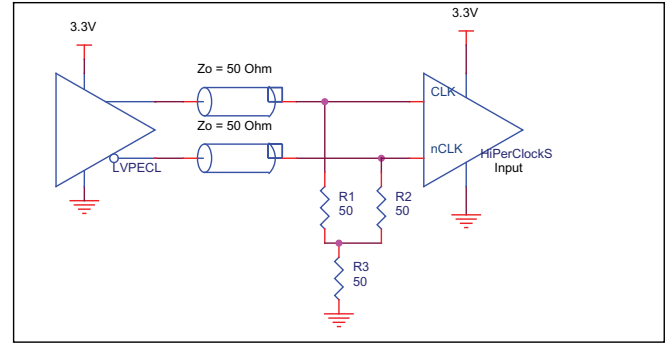 3.3V
3.3V
Zo = 50 Ohm
CLK
Zo = 50 Ohm
nCLK
LVPECL
HiPerClockS
Input
R1
50
R2
50
R3
50